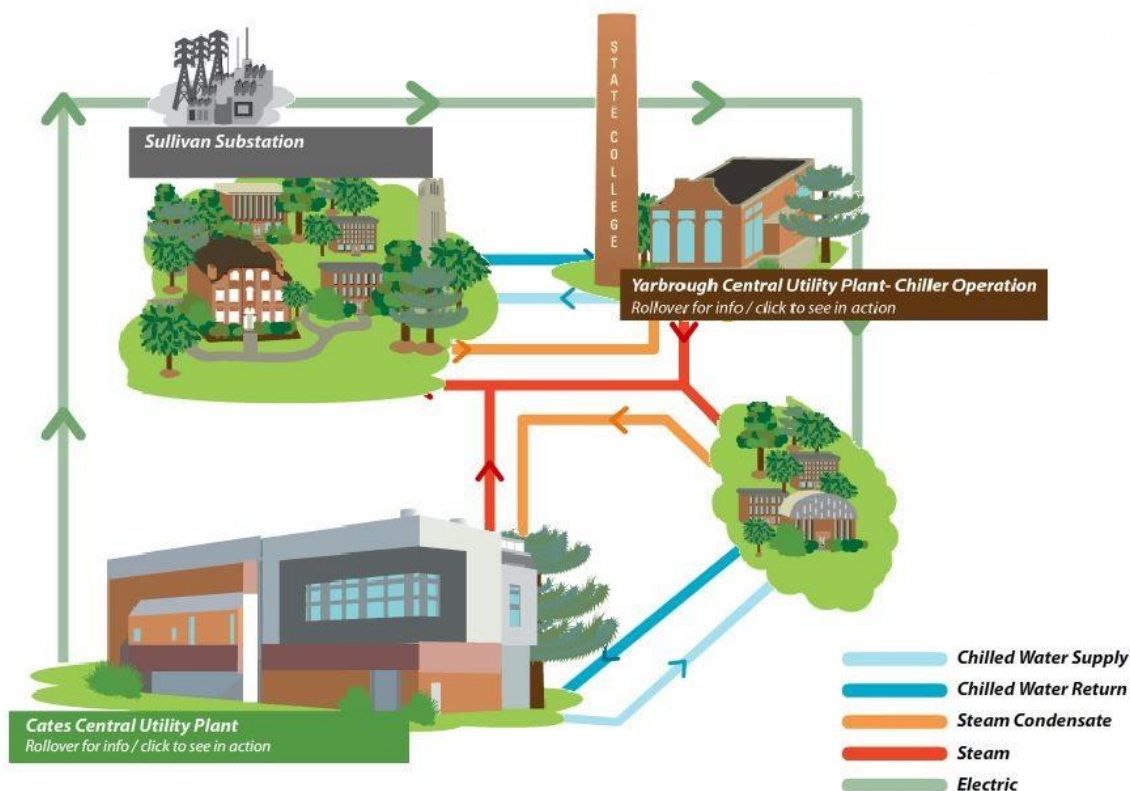 Sullivan Substation
STATE COLLEGE
Yarbrough Central Utility Plant- Chiller Operation
Rollover for info / click to see in action
Cates Central Utility Plant
Rollover for info / click to see in action
Chilled Water Supply
Chilled Water Return
Steam Condensate
Steam
Electric